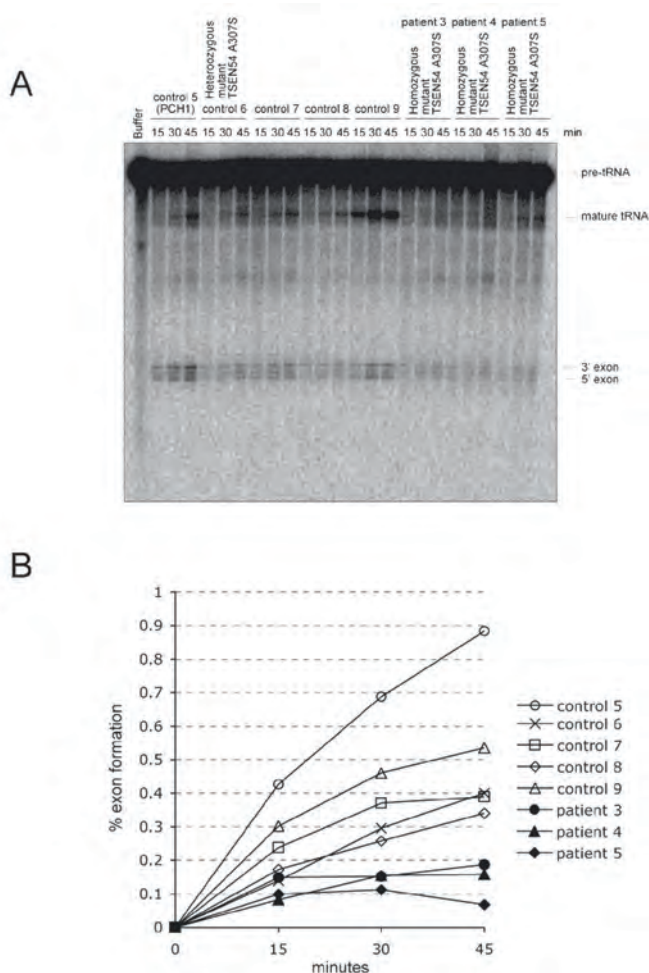 A
Buffer
control 5
(PCH1)
Heteroozygous
mutant
TSEN54 A307S
control 6
control 7
control 8
control 9
patient 3
Homozygous
mutant
TSEN54 A307S
patient 4
Homozygous
mutant
TSEN54 A307S
patient 5
Homozygous
mutant
TSEN54 A307S
15 30 45 15 30 45 15 30 45 15 30 45 15 30 45 15 30 45 15 30 45 15 30 45 min
pre-tRNA
mature tRNA
3' exon
5' exon
B
1
0.9
0.8
0.7
0.6
0.5
0.4
0.3
0.2
0.1
0
% exon formation
0 15 30 45
minutes
control 5
control 6
control 7
control 8
control 9
patient 3
patient 4
patient 5